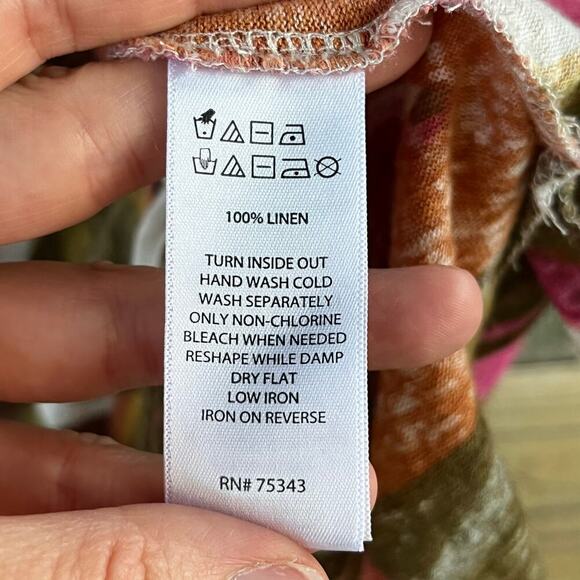 100% LINEN
TURN INSIDE OUT
HAND WASH COLD
WASH SEPARATELY
ONLY NON-CHLORINE
BLEACH WHEN NEEDED
RESHAPE WHILE DAMP
DRY FLAT
LOW IRON
IRON ON REVERSE
RN# 75343